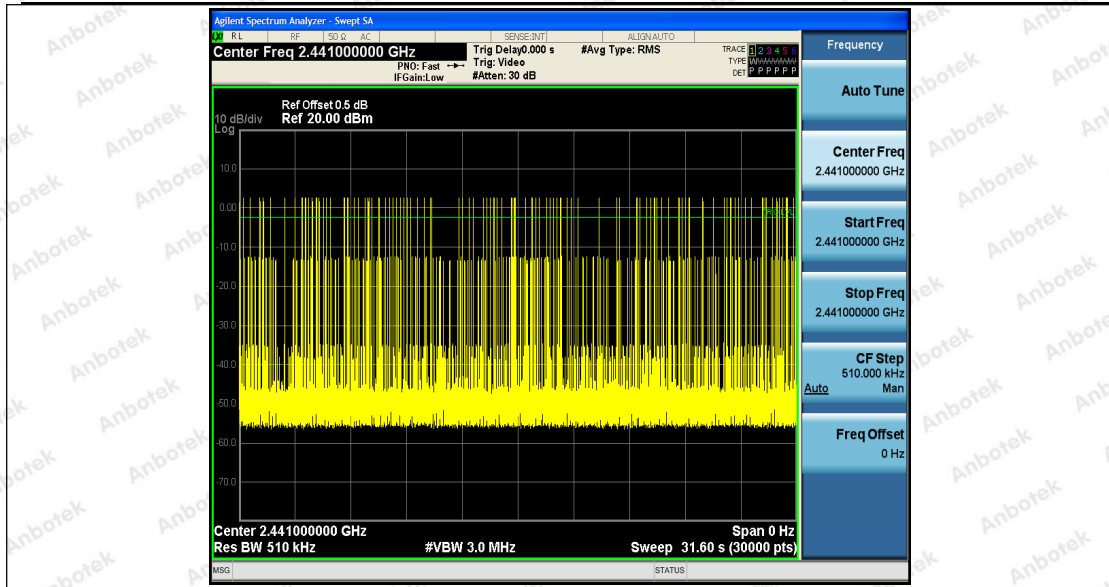 Agilent Spectrum Analyzer - Swept SA
RL RF 50 Ω AC SENSE:INT ALIGNAUTO
Center Freq 2.441000000 GHz
PNO: Fast
IFGain:Low
Trig Delay0.000 s
Trig: Video
#Atten: 30 dB
#Avg Type: RMS
TRACE 1 2 3 4 5 6
TYPE
DET P P P P P P
Ref Offset 0.5 dB
10 dB/div Ref 20.00 dBm
Log
10.0
0.00
-10.0
-20.0
-30.0
-40.0
-50.0
-60.0
-70.0
Center 2.441000000 GHz Span 0 Hz
Res BW 510 kHz #VBW 3.0 MHz Sweep 31.60 s (30000 pts)
MSG STATUS
Frequency
Auto Tune
Center Freq
2.441000000 GHz
Start Freq
2.441000000 GHz
Stop Freq
2.441000000 GHz
CF Step
510.000 kHz
Auto Man
Freq Offset
0 Hz
Anbotek